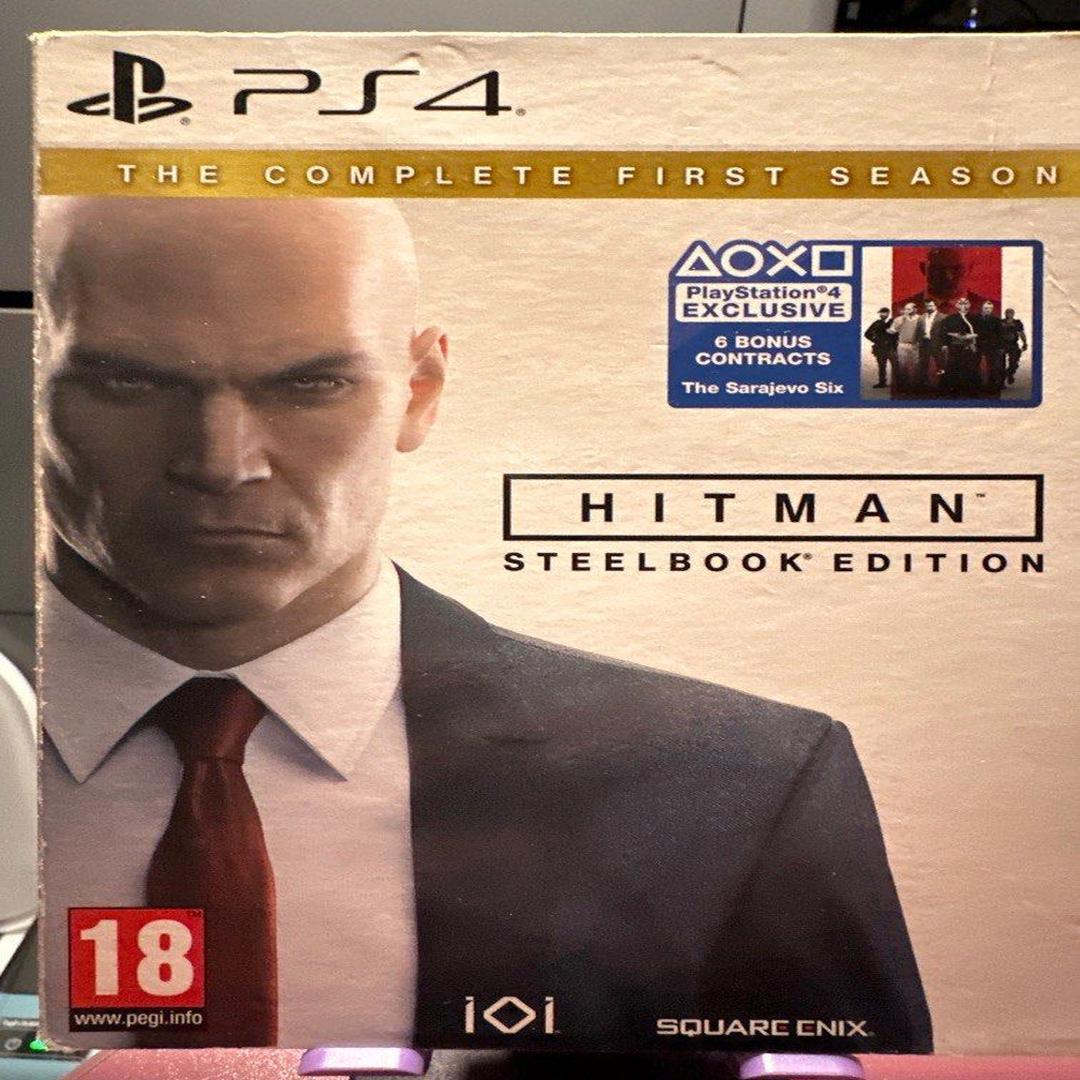 PS4®
THE COMPLETE FIRST SEASON
PlayStation®4
EXCLUSIVE
6 BONUS
CONTRACTS
The Sarajevo Six
HITMAN™
STEELBOOK® EDITION
18
www.pegi.info
IOI
SQUARE ENIX